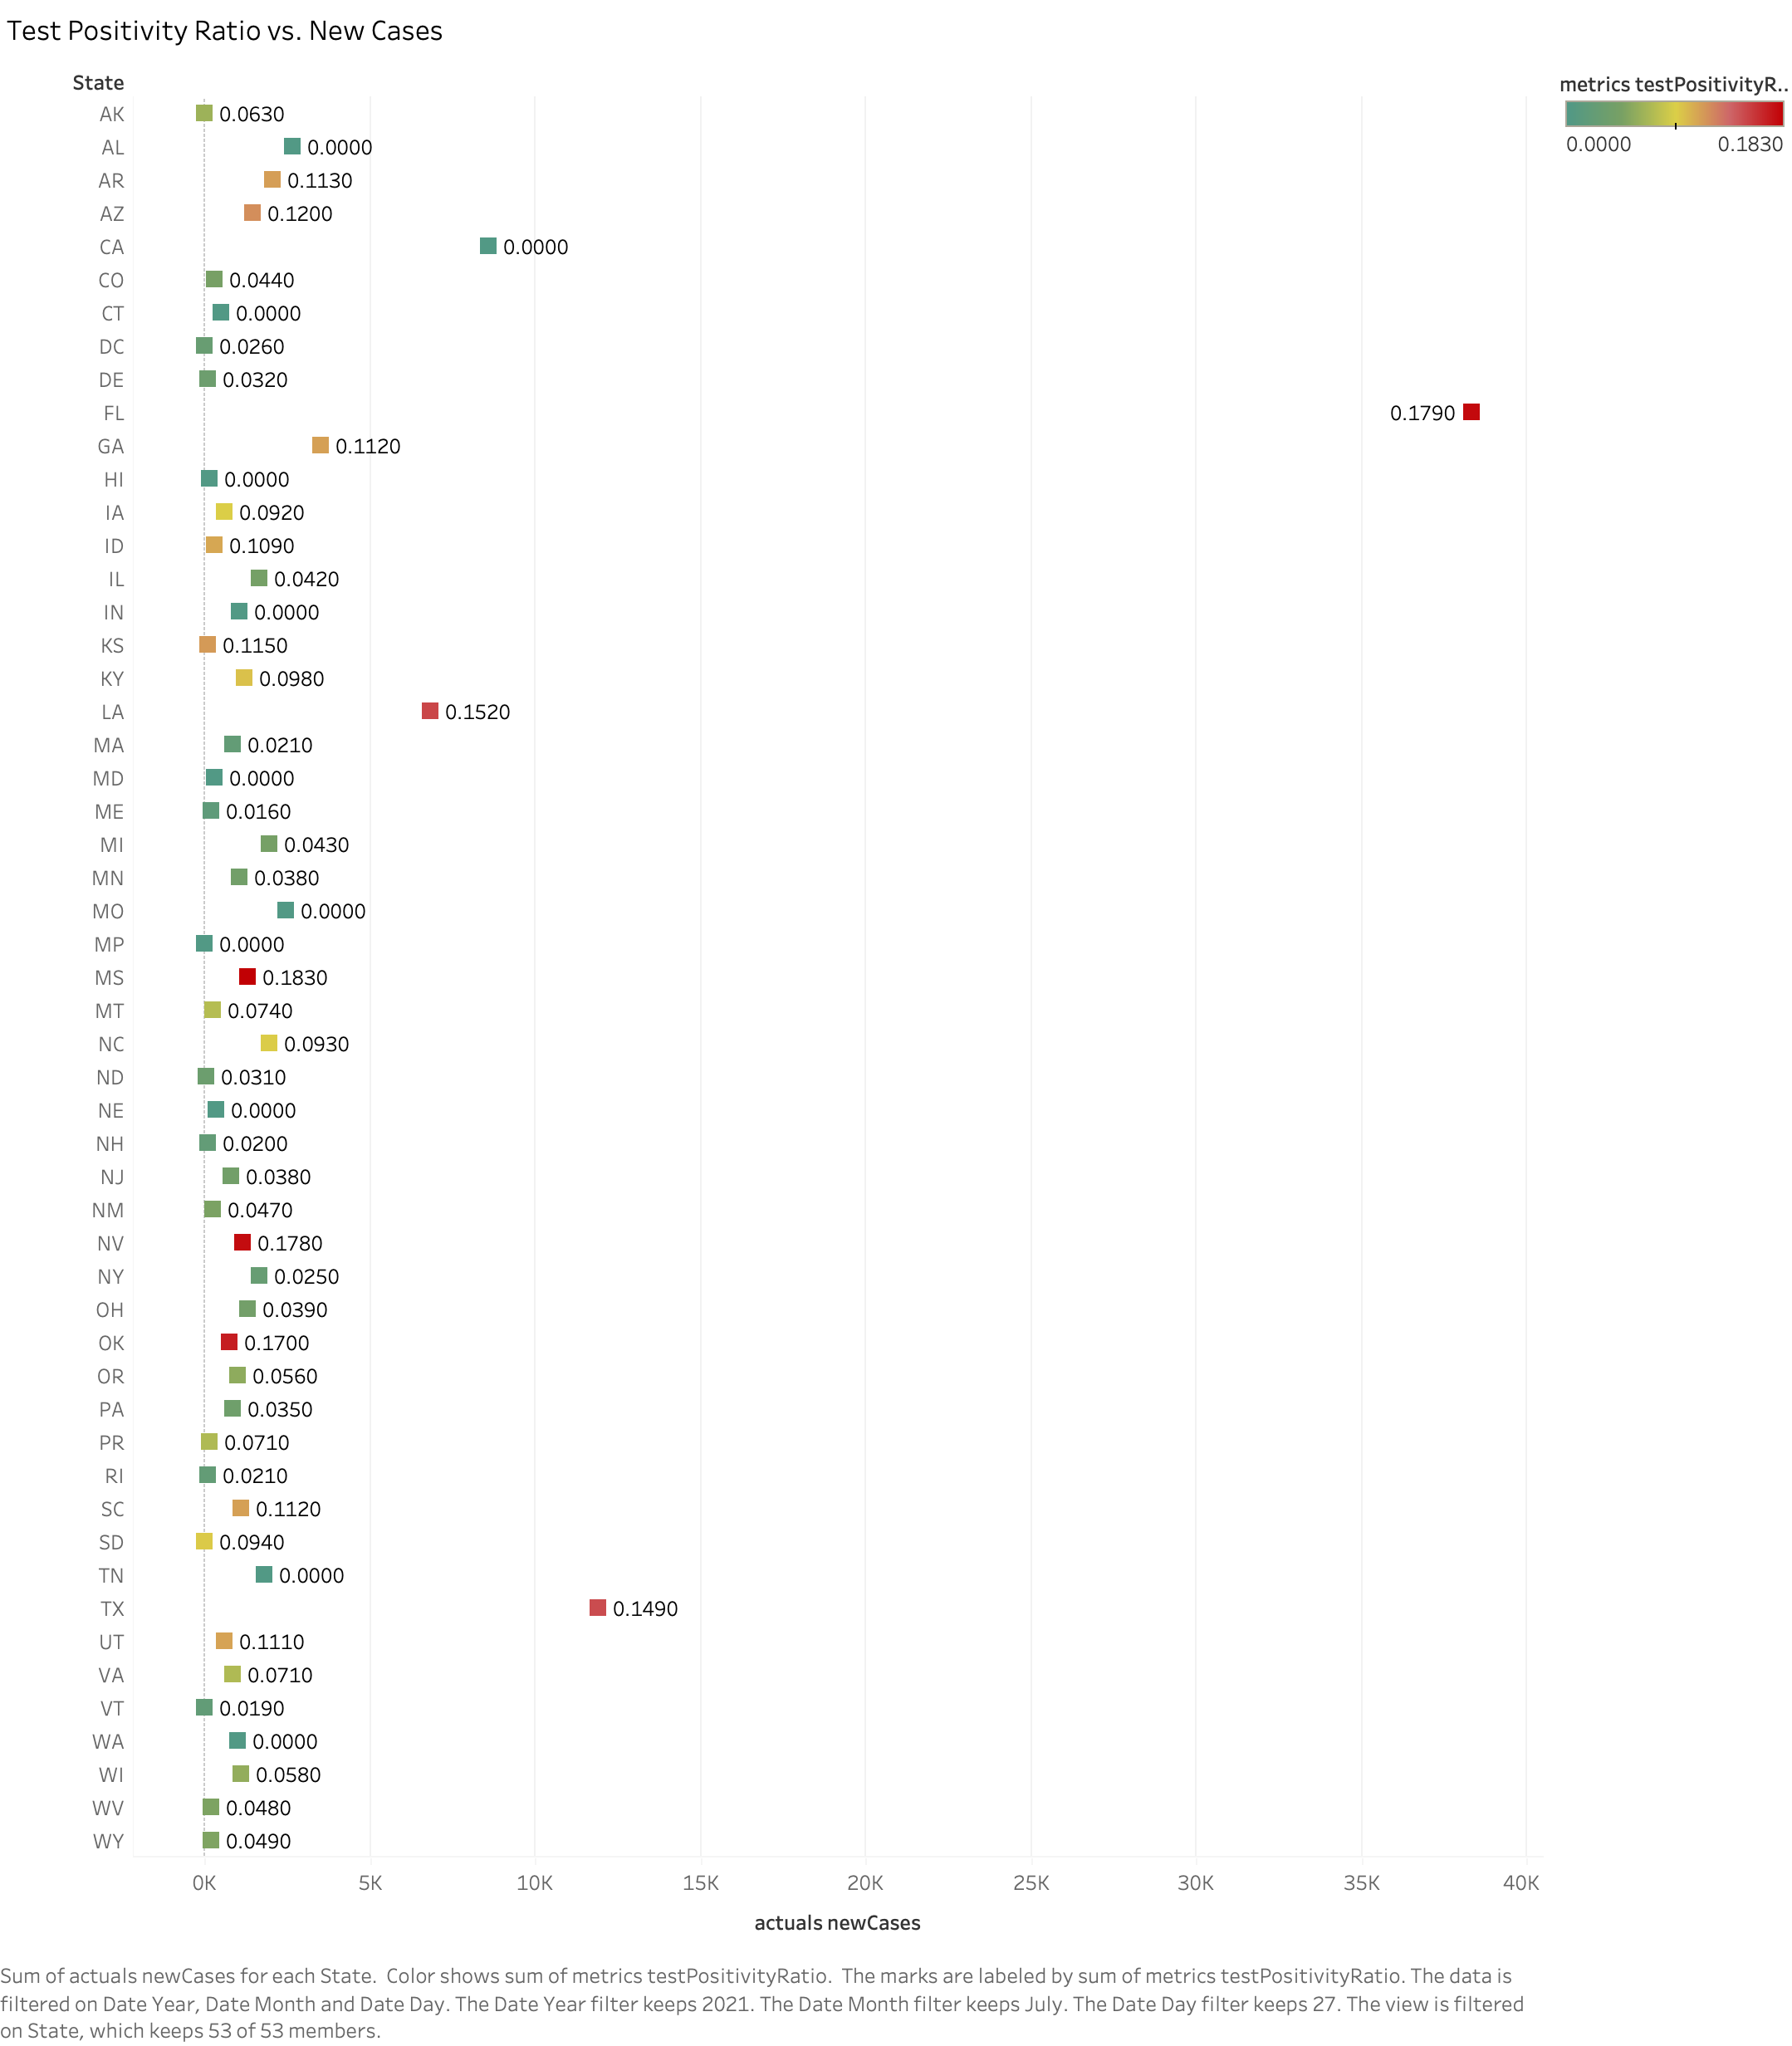 Test Positivity Ratio vs. New Cases
State
metrics testPositivityR..
0.0000 0.1830
AK 0.0630
AL 0.0000
AR 0.1130
AZ 0.1200
CA 0.0000
CO 0.0440
CT 0.0000
DC 0.0260
DE 0.0320
FL 0.1790
GA 0.1120
HI 0.0000
IA 0.0920
ID 0.1090
IL 0.0420
IN 0.0000
KS 0.1150
KY 0.0980
LA 0.1520
MA 0.0210
MD 0.0000
ME 0.0160
MI 0.0430
MN 0.0380
MO 0.0000
MP 0.0000
MS 0.1830
MT 0.0740
NC 0.0930
ND 0.0310
NE 0.0000
NH 0.0200
NJ 0.0380
NM 0.0470
NV 0.1780
NY 0.0250
OH 0.0390
OK 0.1700
OR 0.0560
PA 0.0350
PR 0.0710
RI 0.0210
SC 0.1120
SD 0.0940
TN 0.0000
TX 0.1490
UT 0.1110
VA 0.0710
VT 0.0190
WA 0.0000
WI 0.0580
WV 0.0480
WY 0.0490
0K 5K 10K 15K 20K 25K 30K 35K 40K
actuals newCases
Sum of actuals newCases for each State.  Color shows sum of metrics testPositivityRatio.  The marks are labeled by sum of metrics testPositivityRatio. The data is
filtered on Date Year, Date Month and Date Day. The Date Year filter keeps 2021. The Date Month filter keeps July. The Date Day filter keeps 27. The view is filtered
on State, which keeps 53 of 53 members.